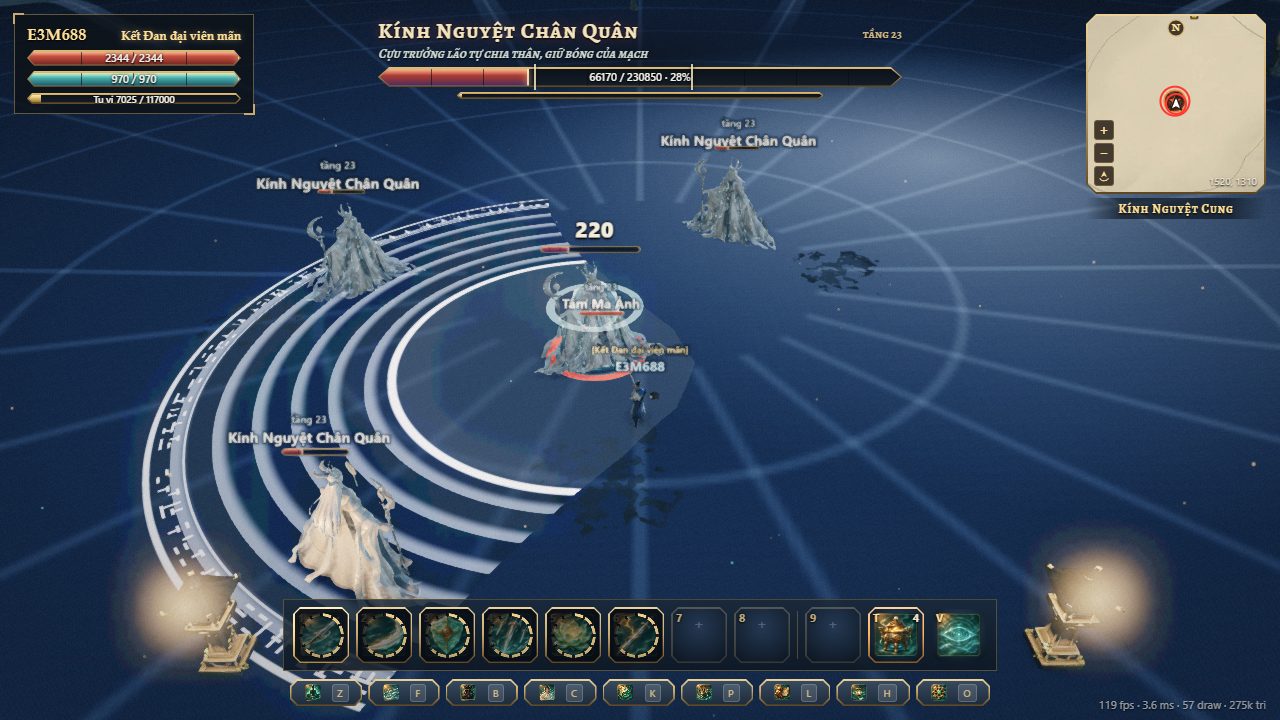 E3M688 Kết Đan đại viên mãn
2344 / 2344
970 / 970
Tu vi 7025 / 117000
Kính Nguyệt Chân Quân TẦNG 23
Cựu trưởng lão tự chia thân, giữ bóng của mạch
66170 / 230850 · 28%
N
+
−
1520, 1310
Kính Nguyệt Cung
tầng 23
Kính Nguyệt Chân Quân
tầng 23
Kính Nguyệt Chân Quân
220
tầng 23
Tâm Ma Ảnh
[Kết Đan đại viên mãn]
E3M688
tầng 23
Kính Nguyệt Chân Quân
7 + 8 + 9 + T 4 V
Z F B C K P L H O
119 fps · 3.6 ms · 57 draw · 275k tri